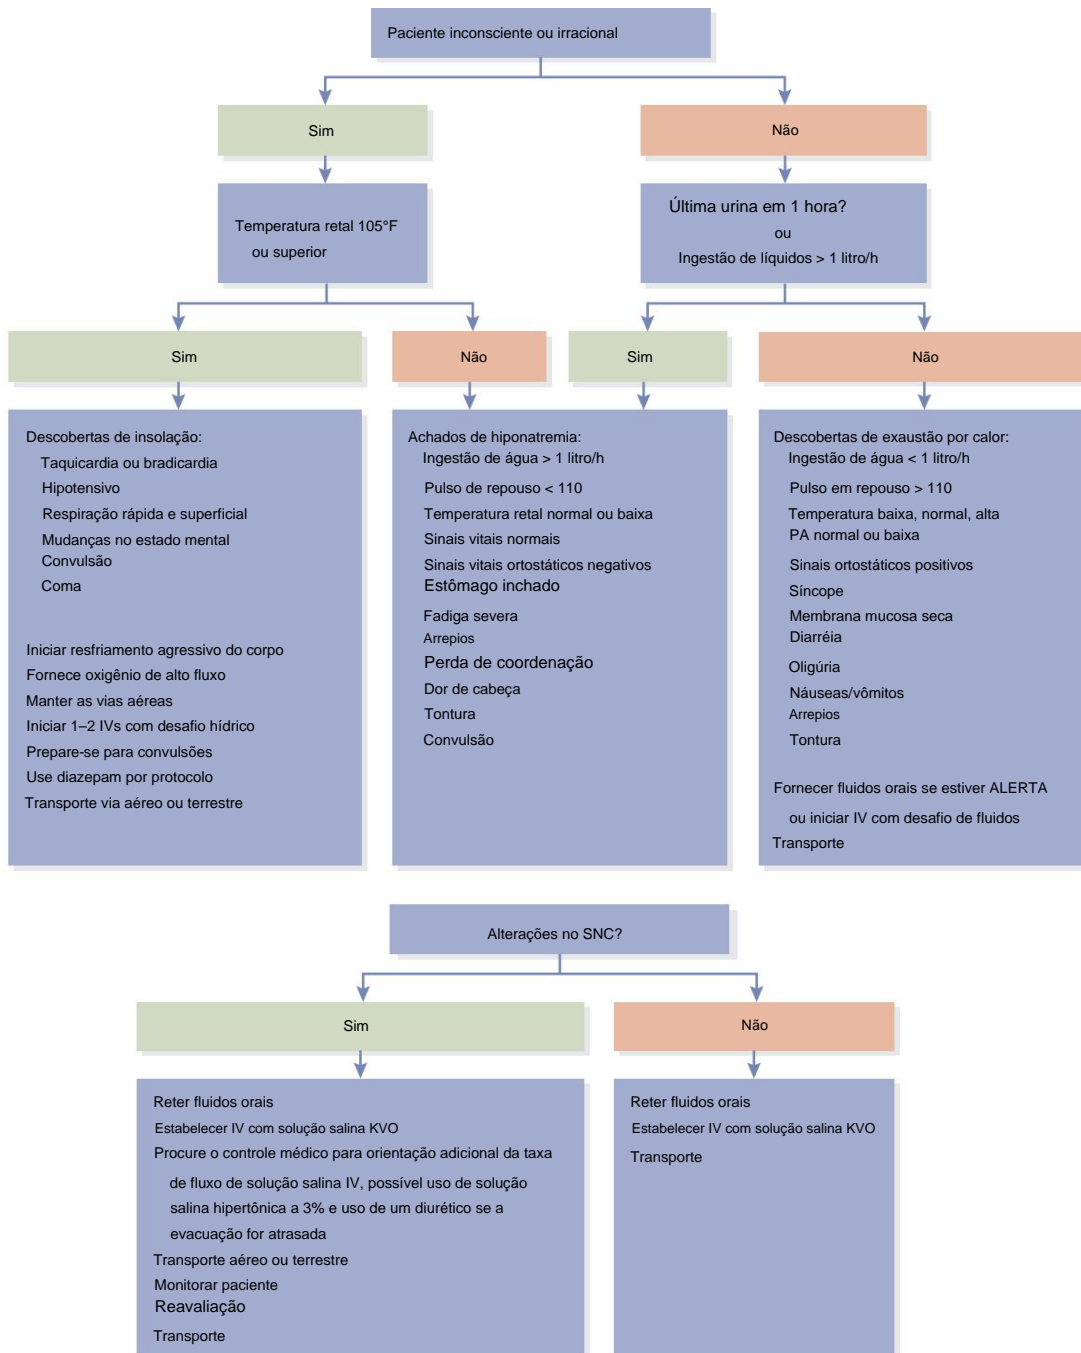 Paciente inconsciente ou irracional
Sim
Não
Temperatura retal 105°F
ou superior
Última urina em 1 hora?
ou
Ingestão de líquidos > 1 litro/h
Sim
Não
Sim
Não
Descobertas de insolação:
Taquicardia ou bradicardia
Hipotensivo
Respiração rápida e superficial
Mudanças no estado mental
Convulsão
Coma
Iniciar resfriamento agressivo do corpo
Fornece oxigênio de alto fluxo
Manter as vias aéreas
Iniciar 1–2 IVs com desafio hídrico
Prepare-se para convulsões
Use diazepam por protocolo
Transporte via aéreo ou terrestre
Achados de hiponatremia:
Ingestão de água > 1 litro/h
Pulso de repouso < 110
Temperatura retal normal ou baixa
Sinais vitais normais
Sinais vitais ortostáticos negativos
Estômago inchado
Fadiga severa
Arrepios
Perda de coordenação
Dor de cabeça
Tontura
Convulsão
Descobertas de exaustão por calor:
Ingestão de água < 1 litro/h
Pulso em repouso > 110
Temperatura baixa, normal, alta
PA normal ou baixa
Sinais ortostáticos positivos
Síncope
Membrana mucosa seca
Diarréia
Oligúria
Náuseas/vômitos
Arrepios
Tontura
Fornecer fluidos orais se estiver ALERTA
ou iniciar IV com desafio de fluidos
Transporte
Alterações no SNC?
Sim
Não
Reter fluidos orais
Estabelecer IV com solução salina KVO
Procure o controle médico para orientação adicional da taxa
de fluxo de solução salina IV, possível uso de solução
salina hipertônica a 3% e uso de um diurético se a
evacuação for atrasada
Transporte aéreo ou terrestre
Monitorar paciente
Reavaliação
Transporte
Reter fluidos orais
Estabelecer IV com solução salina KVO
Transporte